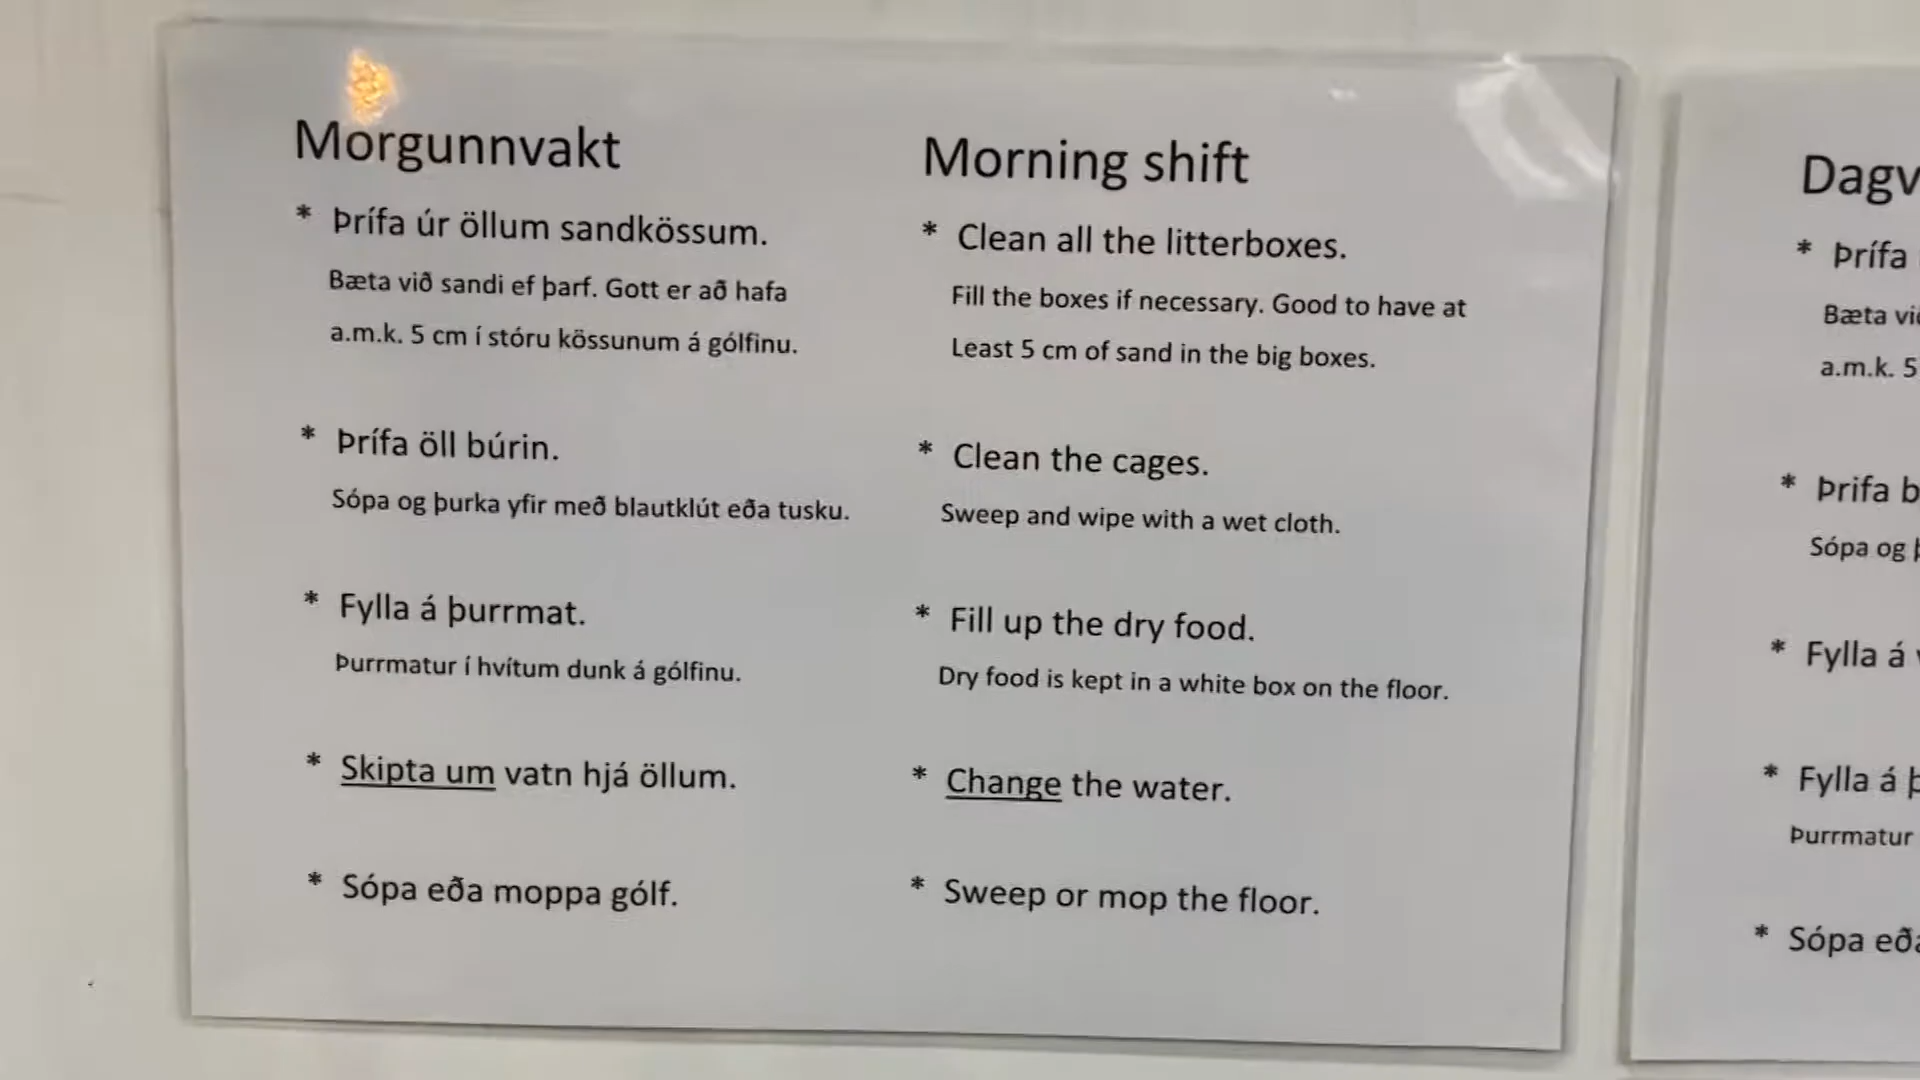 Morgunnvakt
* Þrífa úr öllum sandkössum.
Bæta við sandi ef þarf. Gott er að hafa
a.m.k. 5 cm í stóru kössunum á gólfinu.
* Þrífa öll búrin.
Sópa og þurka yfir með blautklút eða tusku.
* Fylla á þurrmat.
Þurrmatur í hvítum dunk á gólfinu.
* Skipta um vatn hjá öllum.
* Sópa eða moppa gólf.
Morning shift
* Clean all the litterboxes.
Fill the boxes if necessary. Good to have at
Least 5 cm of sand in the big boxes.
* Clean the cages.
Sweep and wipe with a wet cloth.
* Fill up the dry food.
Dry food is kept in a white box on the floor.
* Change the water.
* Sweep or mop the floor.
Dagv
* Þrífa
Bæta
a.m.k. 5
* Þrifa
Sópa og
* Fylla á
* Fylla á
Þurrmatur
* Sópa